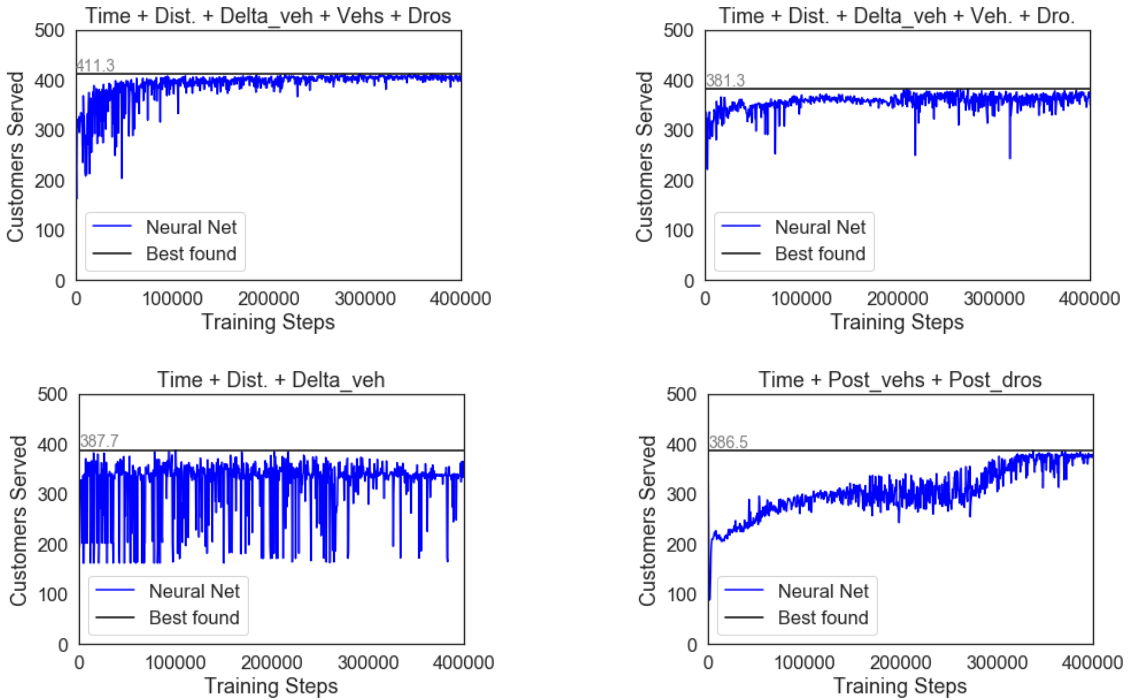 Time + Dist. + Delta_veh + Vehs + Dros
500
400
300
200
100
0
411.3
Customers Served
Neural Net
Best found
0 100000 200000 300000 400000
Training Steps
Time + Dist. + Delta_veh + Veh. + Dro.
500
400
300
200
100
0
381.3
Customers Served
Neural Net
Best found
0 100000 200000 300000 400000
Training Steps
Time + Dist. + Delta_veh
500
400
300
200
100
0
387.7
Customers Served
Neural Net
Best found
0 100000 200000 300000 400000
Training Steps
Time + Post_vehs + Post_dros
500
400
300
200
100
0
386.5
Customers Served
Neural Net
Best found
0 100000 200000 300000 400000
Training Steps